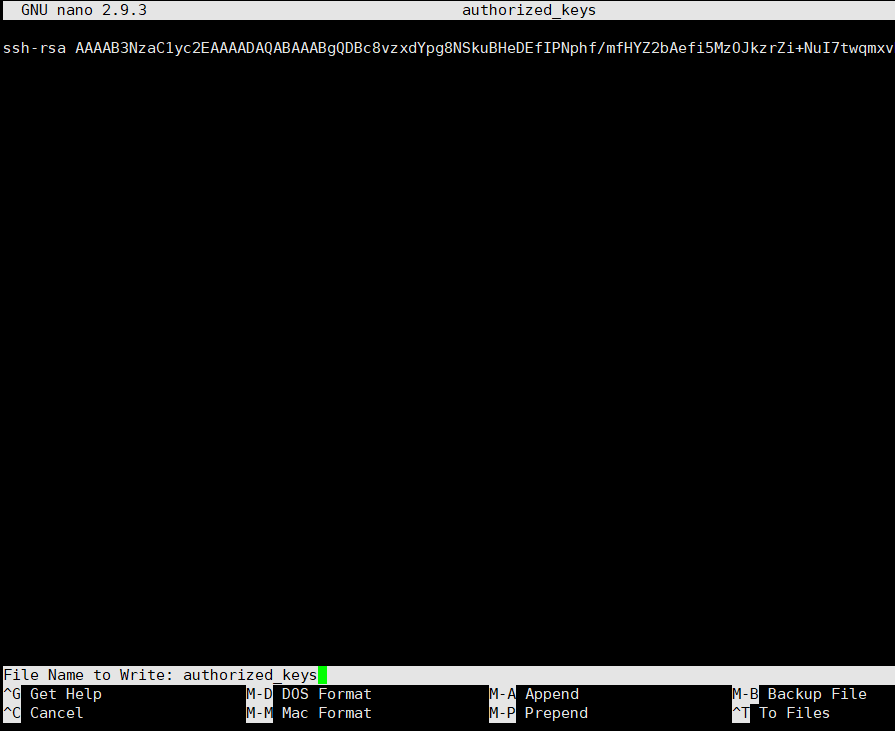 GNU nano 2.9.3 authorized_keys
ssh-rsa AAAAB3NzaC1yc2EAAAADAQABAAABgQDBc8vzxdYpg8NSkuBHeDEfIPNphf/mfHYZ2bAefi5MzOJkzrZi+NuI7twqmxv
File Name to Write: authorized_keys
^G Get Help M-D DOS Format M-A Append M-B Backup File
^C Cancel M-M Mac Format M-P Prepend ^T To Files